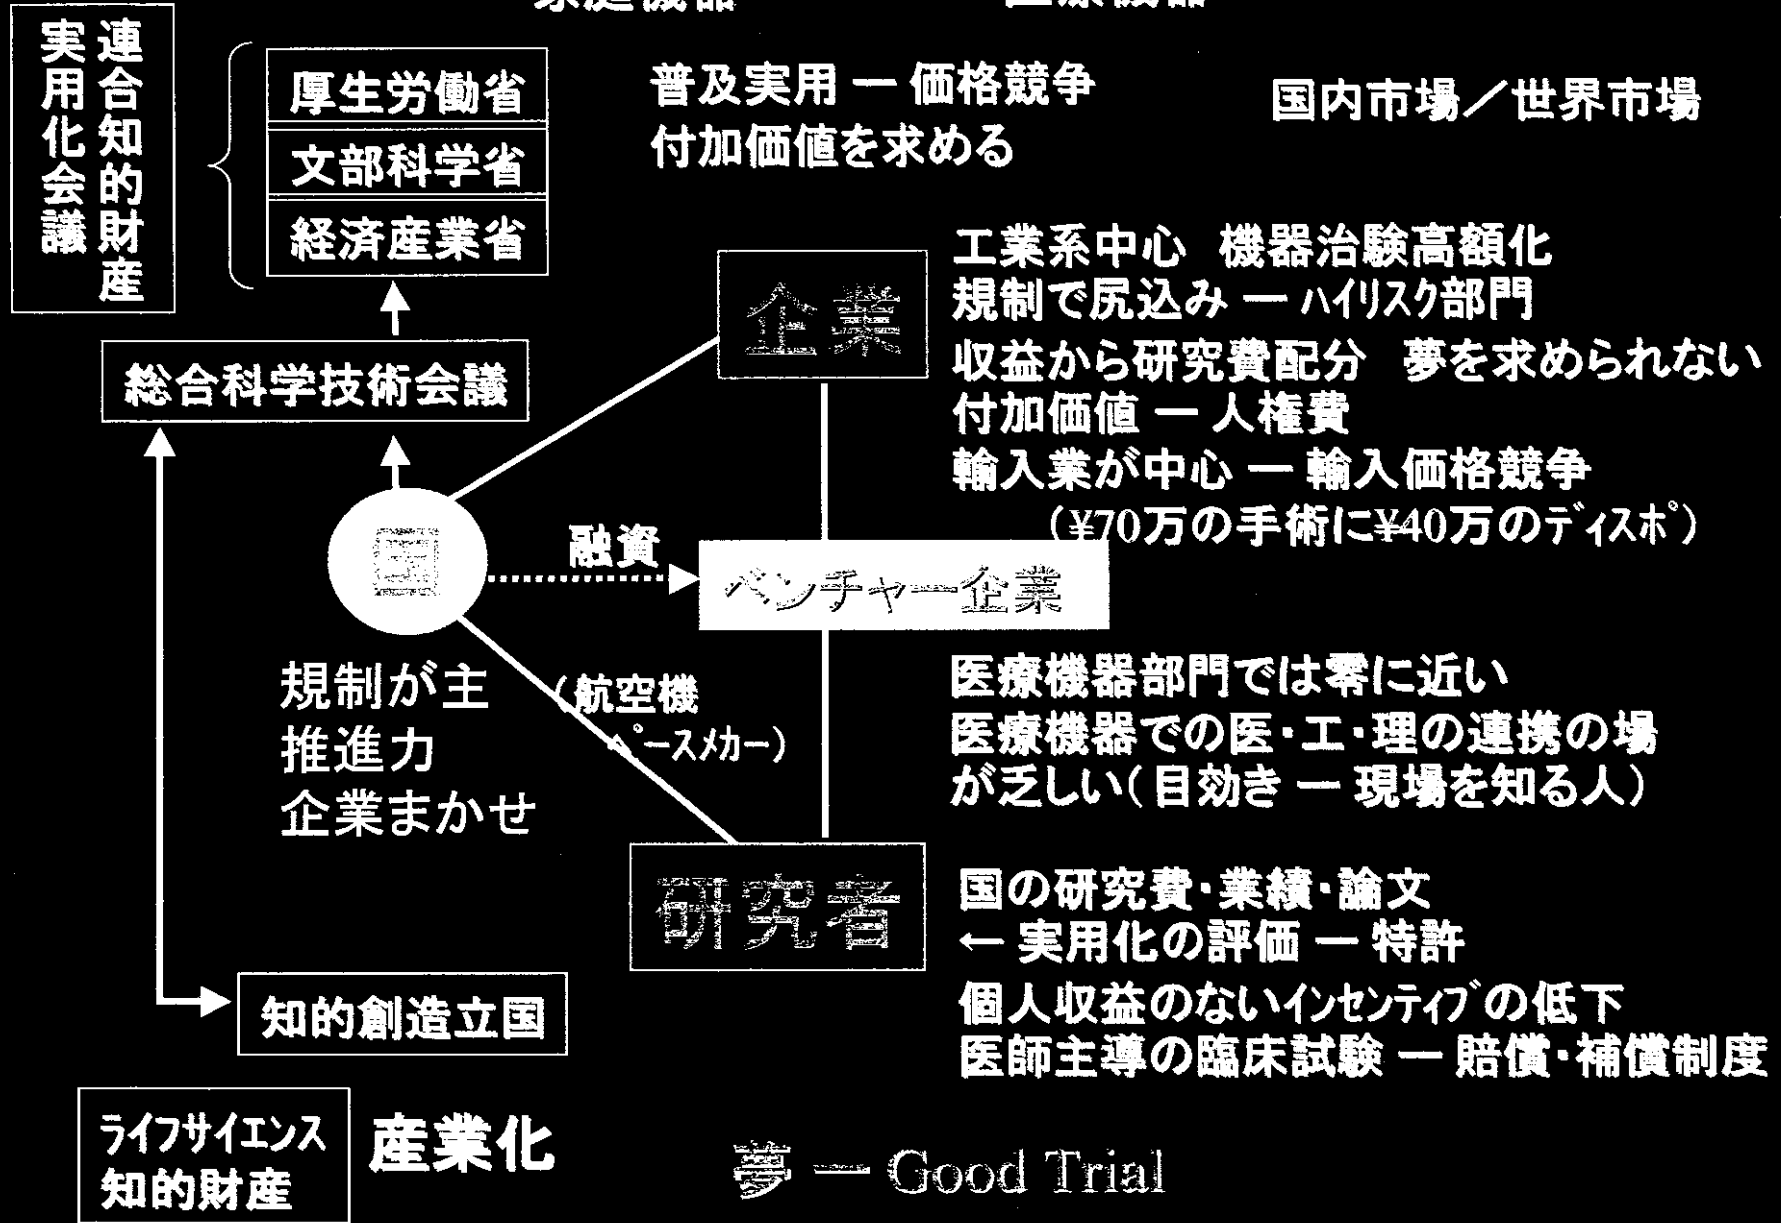 家庭機器
医療機器
連合知的財産
実用化会議
厚生労働省
文部科学省
経済産業省
普及実用 ー 価格競争
付加価値を求める
国内市場／世界市場
総合科学技術会議
企業
工業系中心 機器治験高額化
規制で尻込み ー ハイリスク部門
収益から研究費配分 夢を求められない
付加価値 ー 人権費
輸入業が中心 ー 輸入価格競争
（¥70万の手術に¥40万のディスポ）
国
融資
ベンチャー企業
規制が主
推進力
企業まかせ
（航空機
ペースメカー）
医療機器部門では零に近い
医療機器での医・工・理の連携の場
が乏しい（目効き ー 現場を知る人）
研究者
国の研究費・業績・論文
← 実用化の評価 ー 特許
個人収益のないインセンティブの低下
医師主導の臨床試験 ー 賠償・補償制度
知的創造立国
ライフサイエンス
知的財産
産業化
夢 ー Good Trial